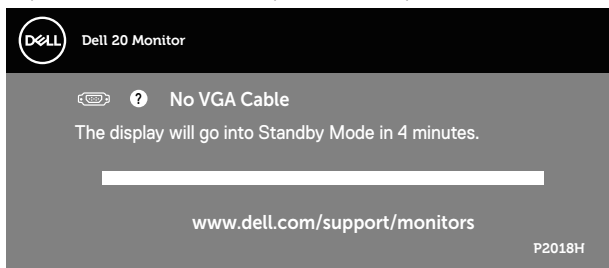 DELL
Dell 20 Monitor
? No VGA Cable
The display will go into Standby Mode in 4 minutes.
www.dell.com/support/monitors
P2018H